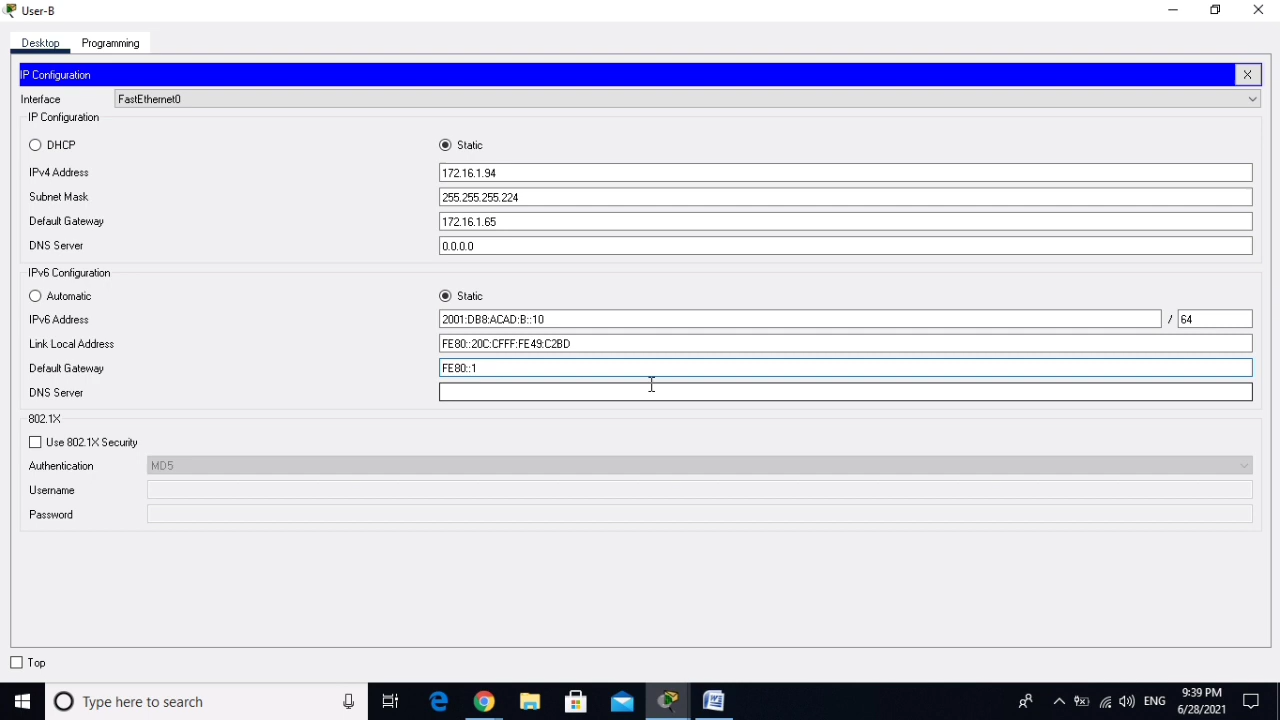 User-B
Desktop Programming
IP Configuration X
Interface FastEthernet0
IP Configuration
DHCP Static
IPv4 Address 172.16.1.94
Subnet Mask 255.255.255.224
Default Gateway 172.16.1.65
DNS Server 0.0.0.0
IPv6 Configuration
Automatic Static
IPv6 Address 2001:DB8:ACAD:B::10 / 64
Link Local Address FE80::20C:CFFF:FE49:C2BD
Default Gateway FE80::1
DNS Server
802.1X
Use 802.1X Security
Authentication MD5
Username
Password
Top
Type here to search
ENG
9:39 PM
6/28/2021